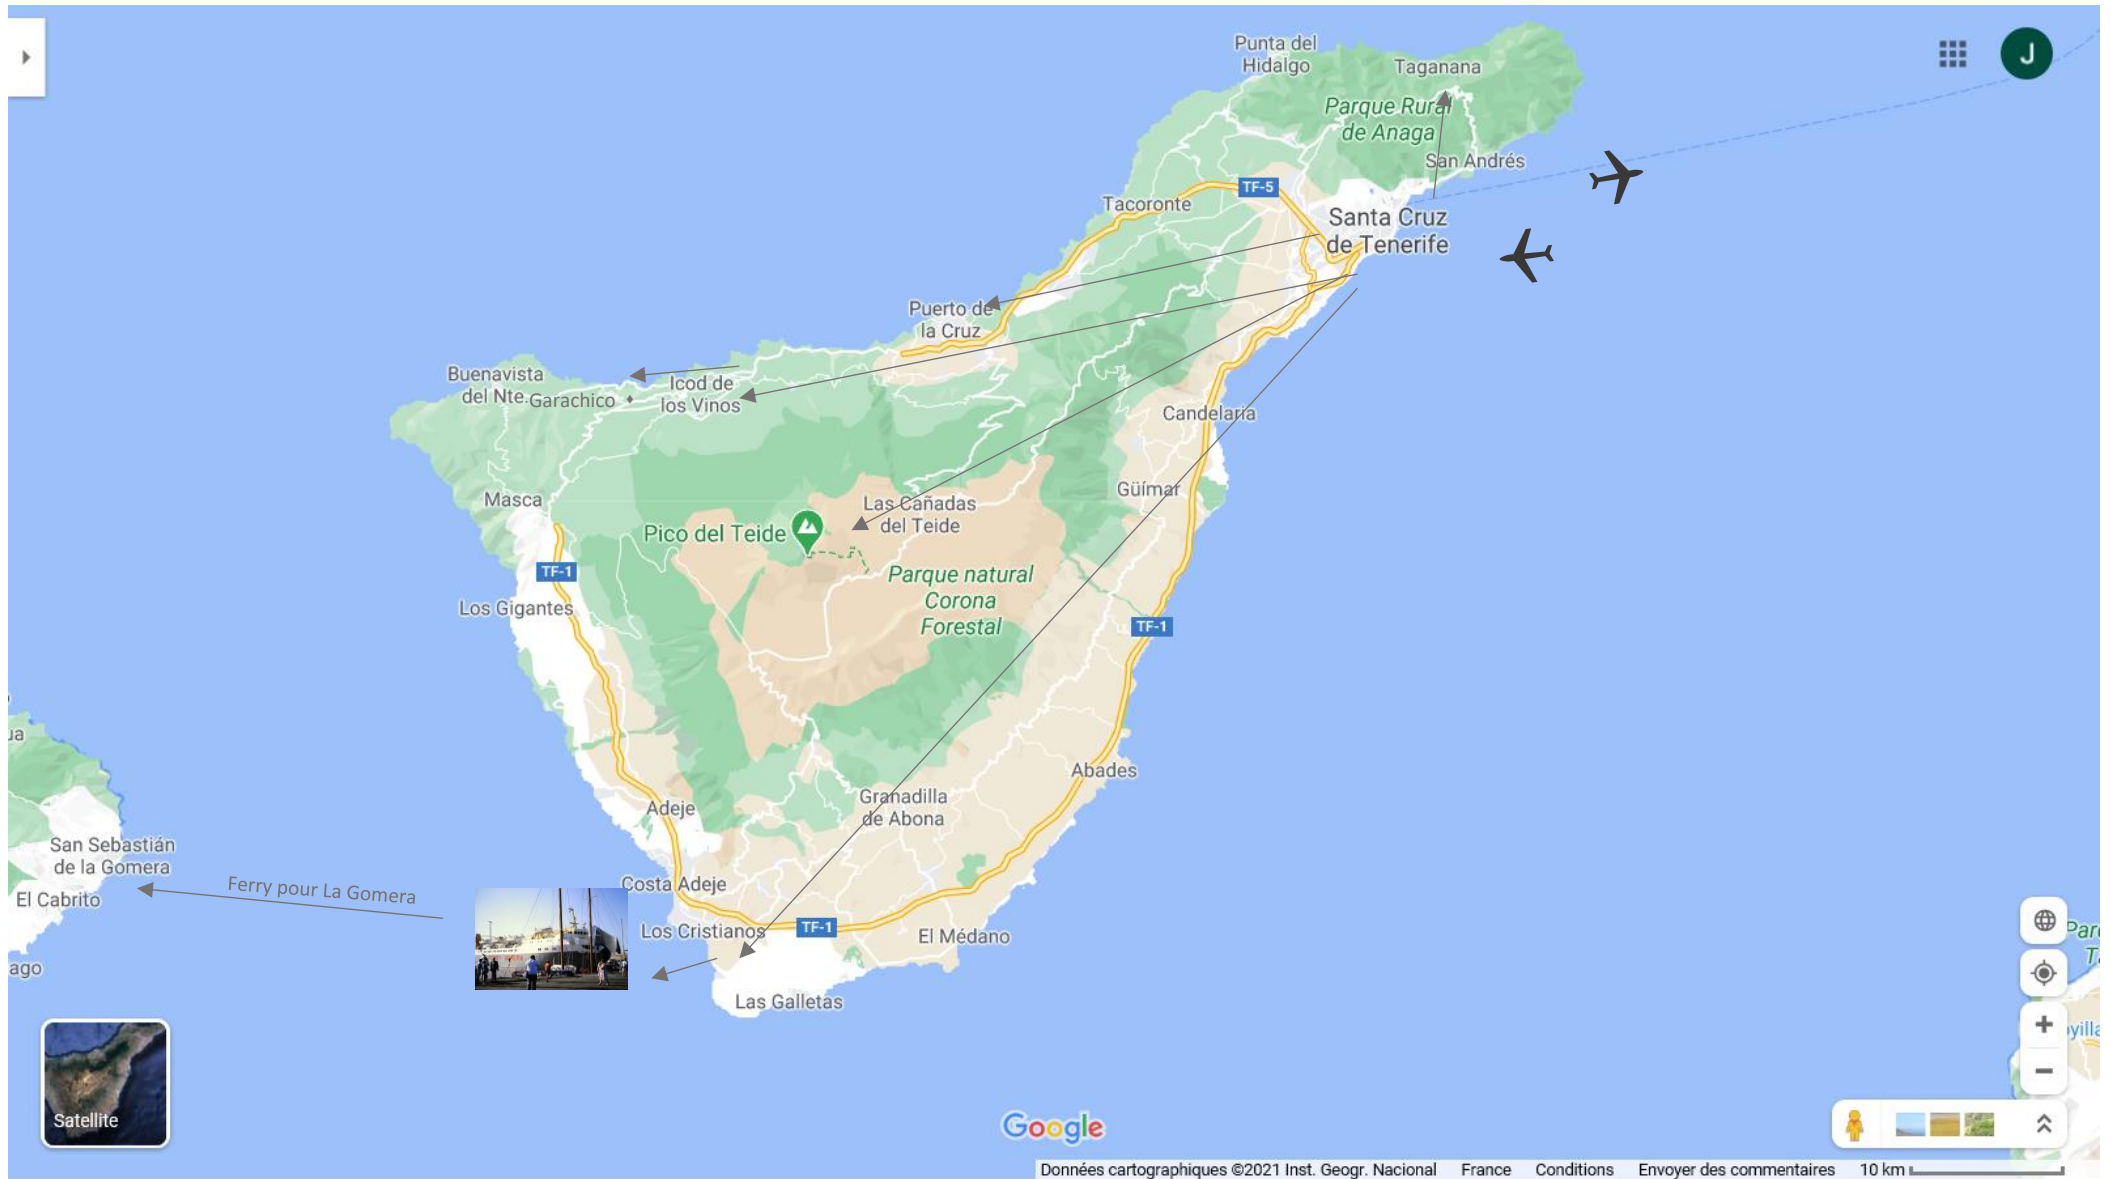 Punta del
Hidalgo
Taganana
J
Parque Rural
de Anaga
San Andrés
TF-5
Tacoronte
Santa Cruz
de Tenerife
Puerto de
la Cruz
Buenavista
del Nte.
Garachico
Icod de
los Vinos
Candelaria
Masca
Las Cañadas
del Teide
Güímar
Pico del Teide
TF-1
Parque natural
Corona
Forestal
Los Gigantes
TF-1
ua
Abades
Adeje
Granadilla
de Abona
San Sebastián
de la Gomera
Ferry pour La Gomera
El Cabrito
Costa Adeje
Los Cristianos
TF-1
El Médano
ago
Las Galletas
Satellite
Google
Données cartographiques ©2021 Inst. Geogr. Nacional France Conditions Envoyer des commentaires 10 km